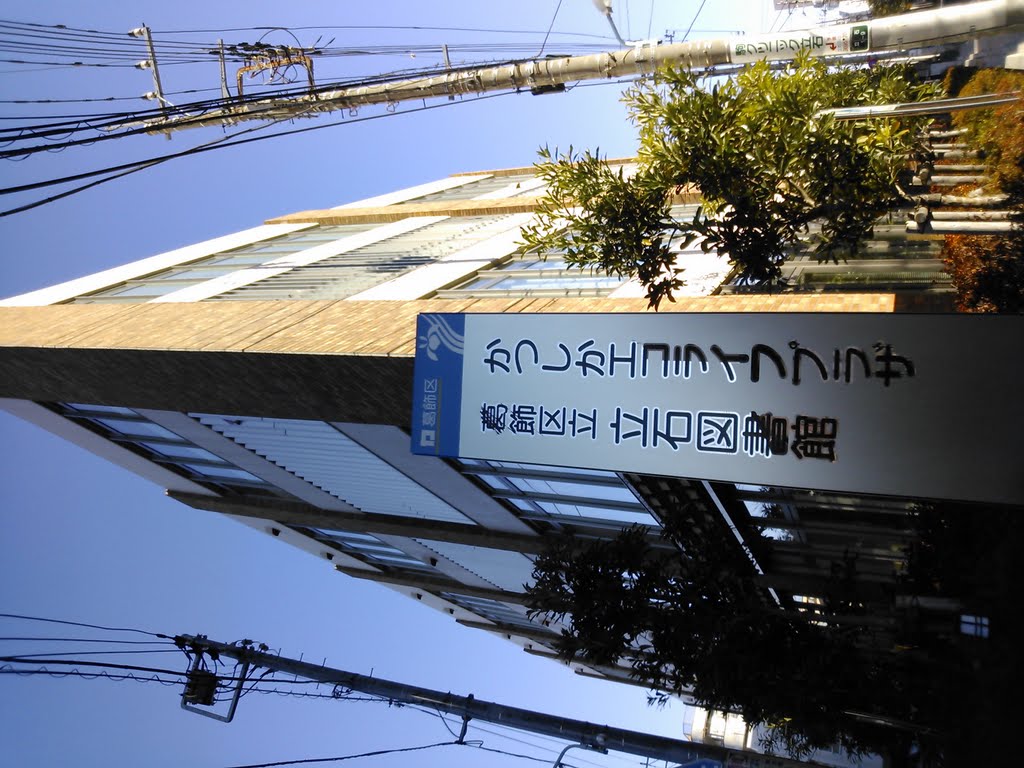 葛飾区
かつしかエコライフプラザ
葛飾区立 立石図書館